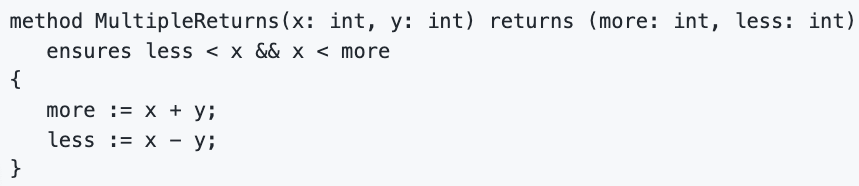 method MultipleReturns(x: int, y: int) returns (more: int, less: int)
   ensures less < x && x < more
{
   more := x + y;
   less := x - y;
}